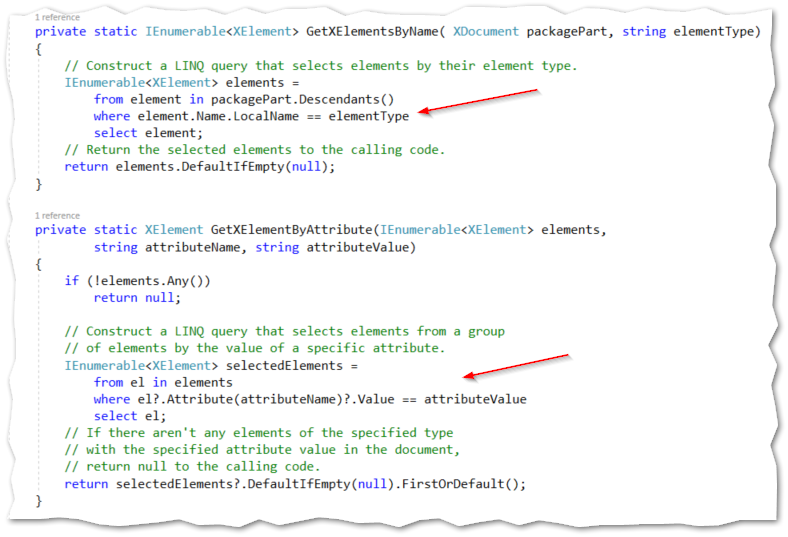 1 reference
private static IEnumerable<XElement> GetXElementsByName( XDocument packagePart, string elementType)
{
// Construct a LINQ query that selects elements by their element type.
IEnumerable<XElement> elements =
from element in packagePart.Descendants()
where element.Name.LocalName == elementType
select element;
// Return the selected elements to the calling code.
return elements.DefaultIfEmpty(null);
}
1 reference
private static XElement GetXElementByAttribute(IEnumerable<XElement> elements,
string attributeName, string attributeValue)
{
if (!elements.Any())
return null;
// Construct a LINQ query that selects elements from a group
// of elements by the value of a specific attribute.
IEnumerable<XElement> selectedElements =
from el in elements
where el?.Attribute(attributeName)?.Value == attributeValue
select el;
// If there aren't any elements of the specified type
// with the specified attribute value in the document,
// return null to the calling code.
return selectedElements?.DefaultIfEmpty(null).FirstOrDefault();
}